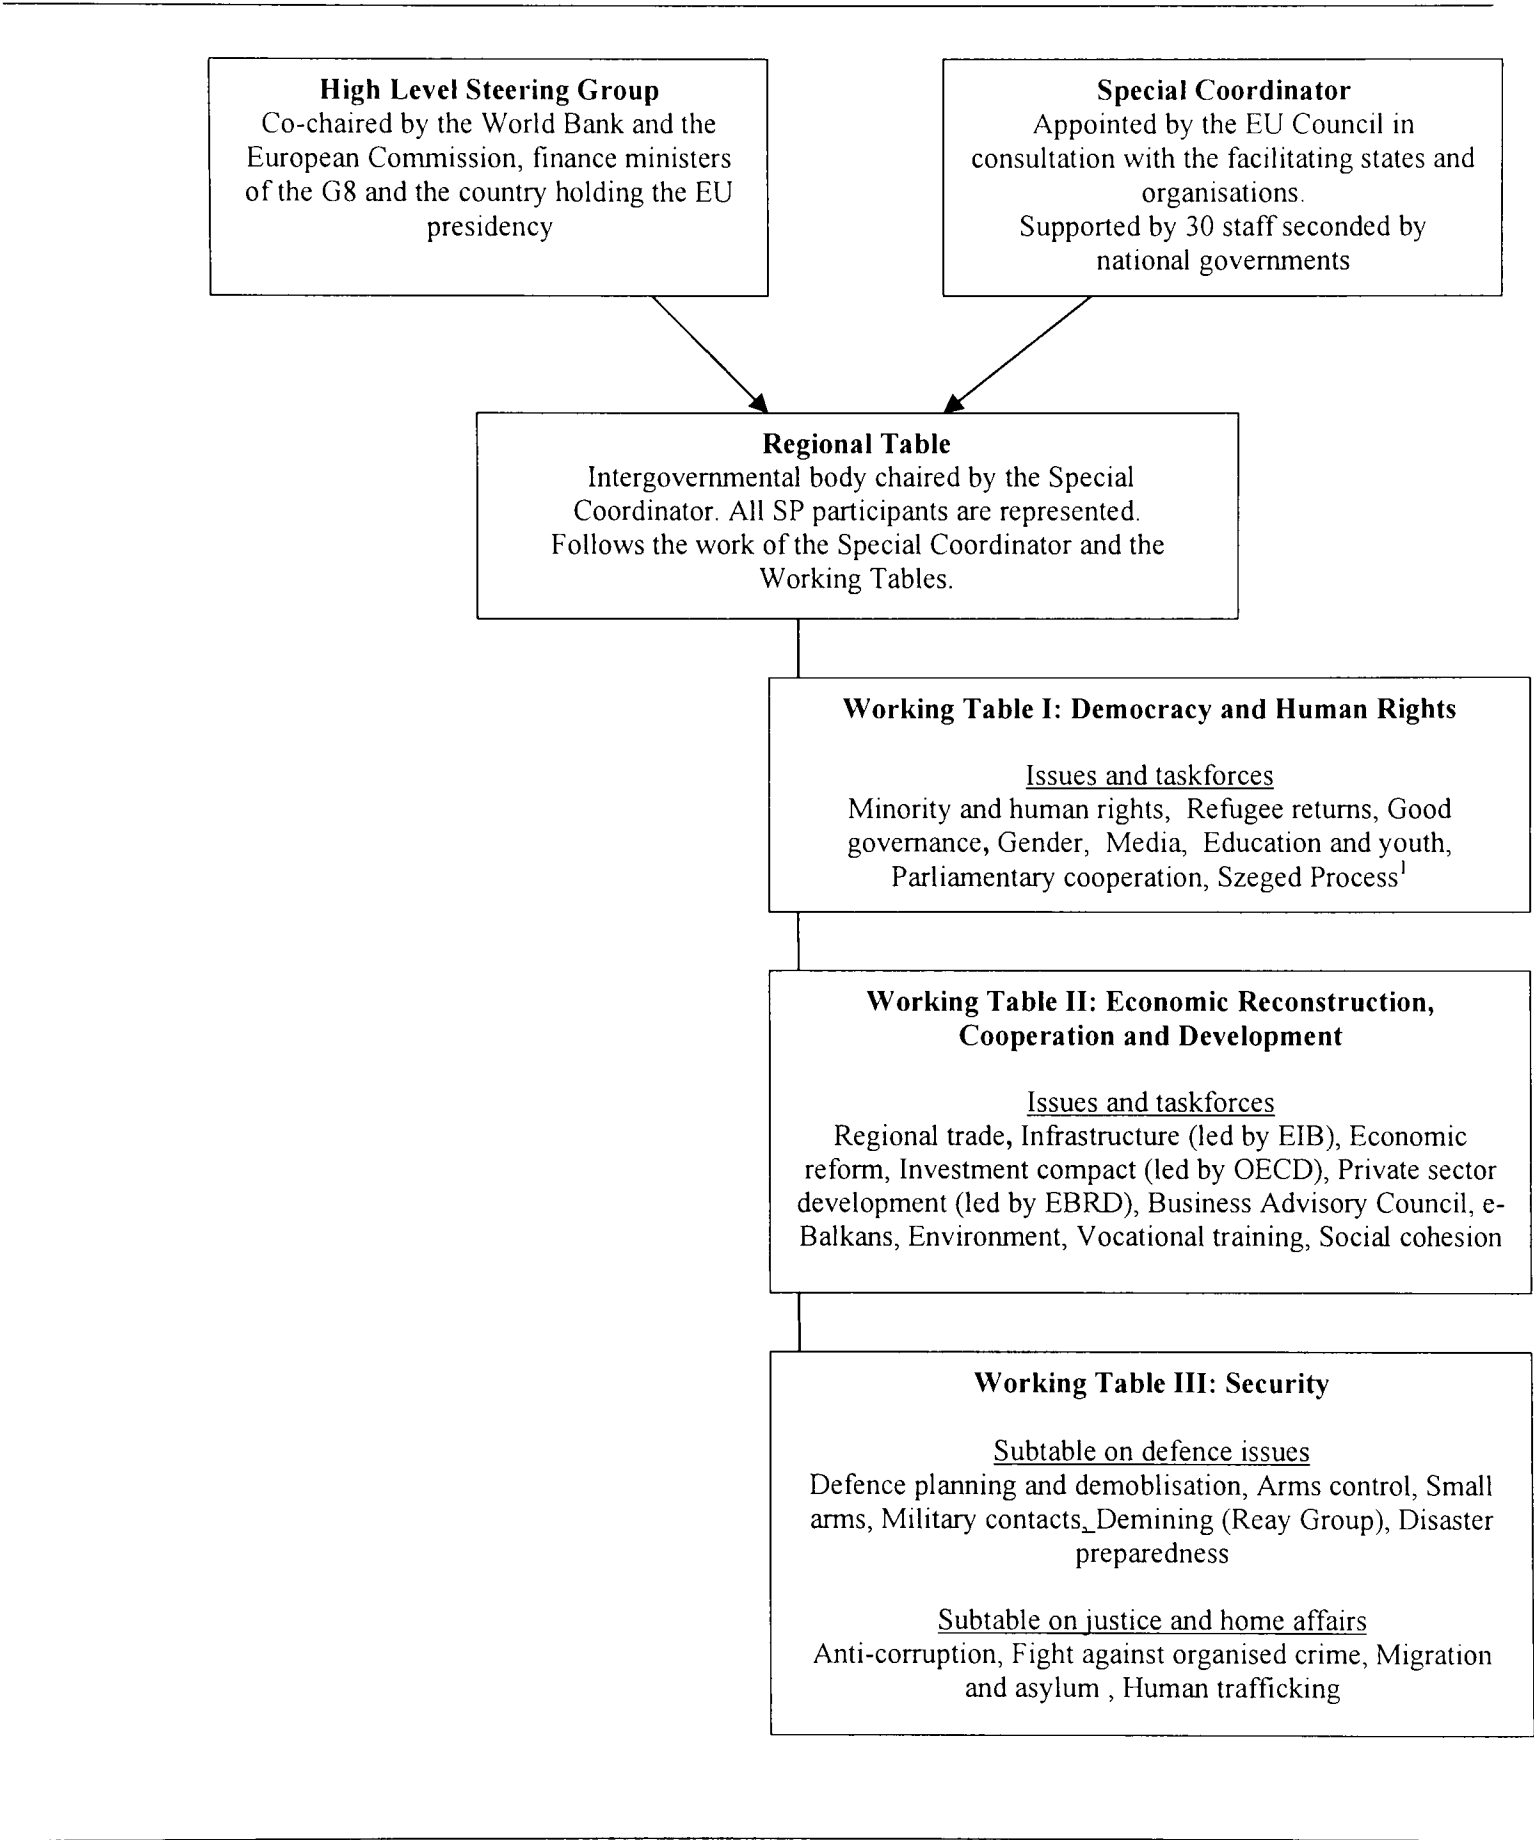 High Level Steering Group
Co-chaired by the World Bank and the
European Commission, finance ministers
of the G8 and the country holding the EU
presidency
Special Coordinator
Appointed by the EU Council in
consultation with the facilitating states and
organisations.
Supported by 30 staff seconded by
national governments
Regional Table
Intergovernmental body chaired by the Special
Coordinator. All SP participants are represented.
Follows the work of the Special Coordinator and the
Working Tables.
Working Table I: Democracy and Human Rights
Issues and taskforces
Minority and human rights,  Refugee returns, Good
governance, Gender,  Media,  Education and youth,
Parliamentary cooperation, Szeged Process¹
Working Table II: Economic Reconstruction,
Cooperation and Development
Issues and taskforces
Regional trade, Infrastructure (led by EIB), Economic
reform, Investment compact (led by OECD), Private sector
development (led by EBRD), Business Advisory Council, e-
Balkans, Environment, Vocational training, Social cohesion
Working Table III: Security
Subtable on defence issues
Defence planning and demoblisation, Arms control, Small
arms, Military contacts, Demining (Reay Group), Disaster
preparedness
Subtable on justice and home affairs
Anti-corruption, Fight against organised crime, Migration
and asylum , Human trafficking